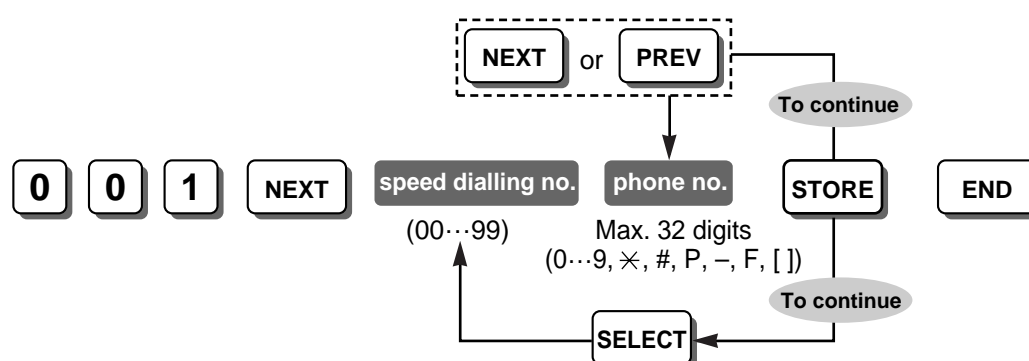 NEXT or PREV
To continue
0 0 1 NEXT speed dialling no. phone no. STORE END
(00⋯99) Max. 32 digits
(0⋯9, ✳, #, P, –, F, [ ])
To continue
SELECT